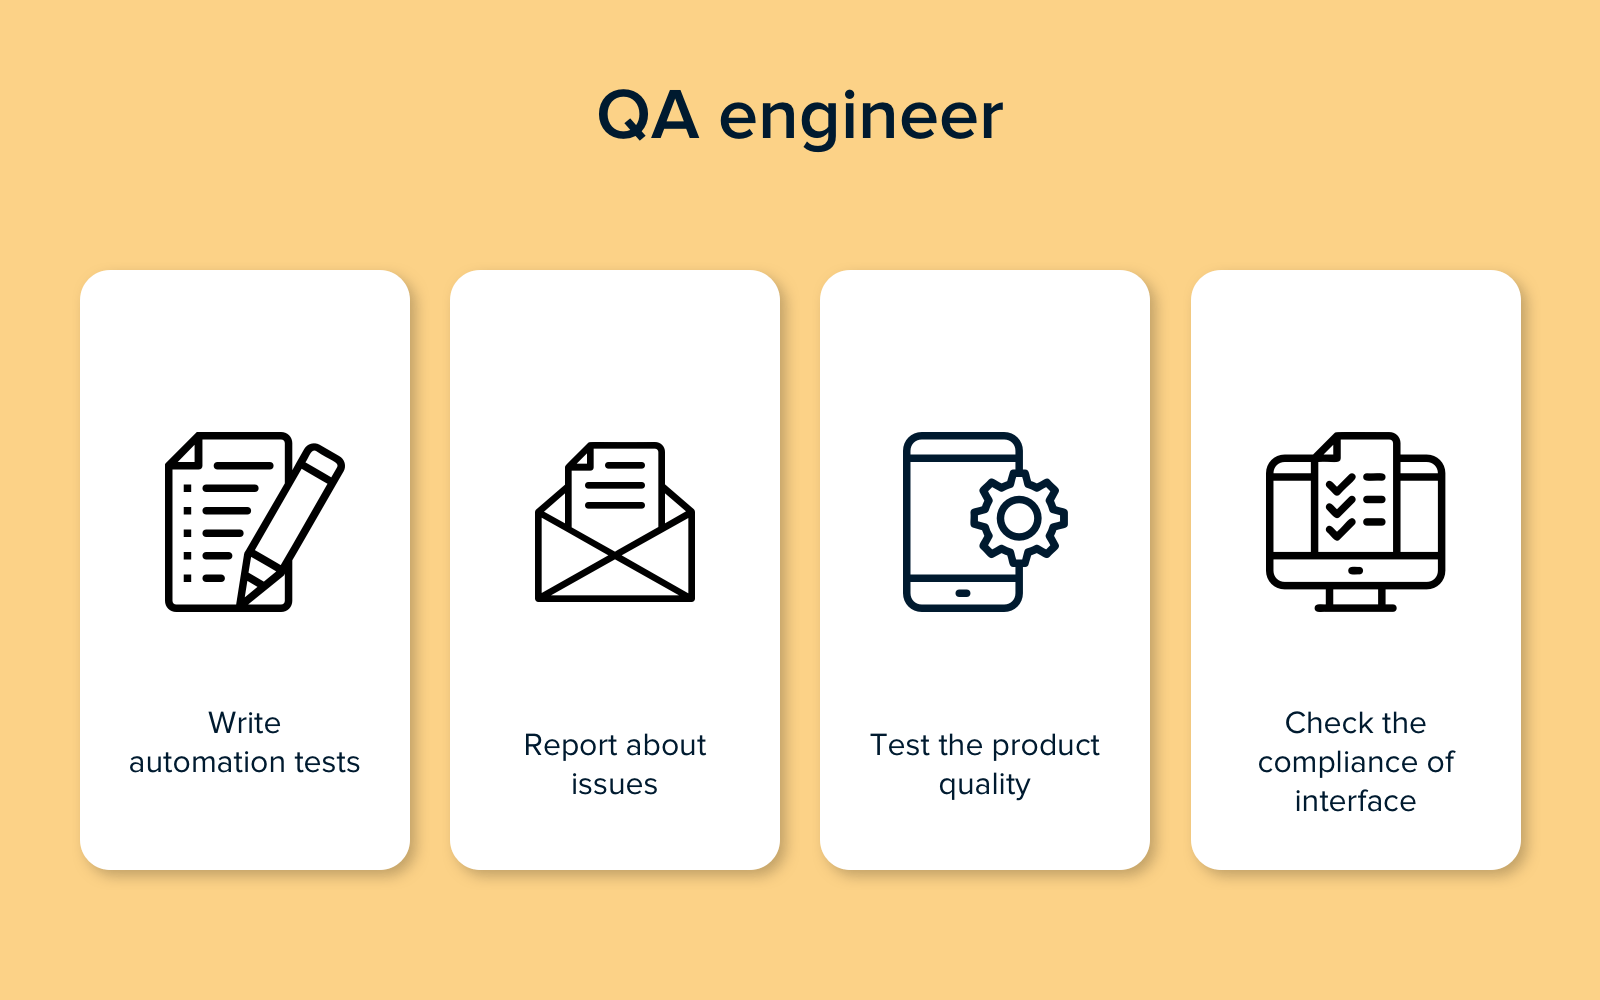 QA engineer
Write
automation tests
Report about
issues
Test the product
quality
Check the
compliance of
interface